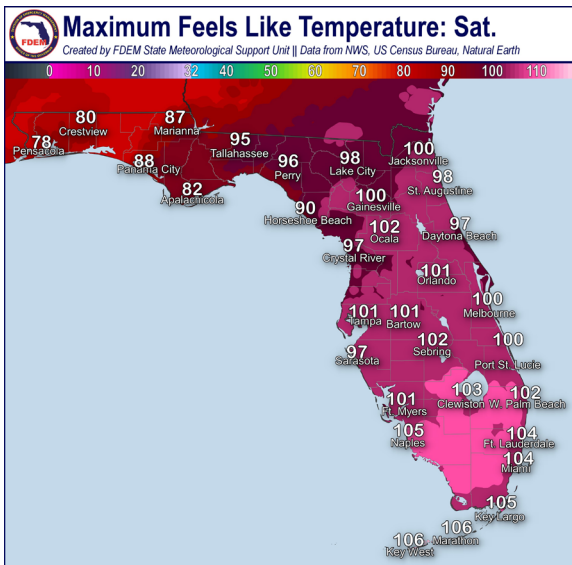 Maximum Feels Like Temperature: Sat.
Created by FDEM State Meteorological Support Unit || Data from NWS, US Census Bureau, Natural Earth
FDEM
0 10 20 32 40 50 60 70 80 90 100 110
80
Crestview
87
Marianna
78
Pensacola
88
Panama City
82
Apalachicola
95
Tallahassee
96
Perry
98
Lake City
100
Jacksonville
98
St. Augustine
90
Horseshoe Beach
100
Gainesville
102
Ocala
97
Daytona Beach
97
Crystal River
101
Orlando
100
Melbourne
101
Tampa
101
Bartow
97
Sarasota
102
Sebring
100
Port St. Lucie
101
Ft. Myers
103
Clewiston
102
W. Palm Beach
105
Naples
104
Ft. Lauderdale
104
Miami
105
Key Largo
106
Marathon
106
Key West